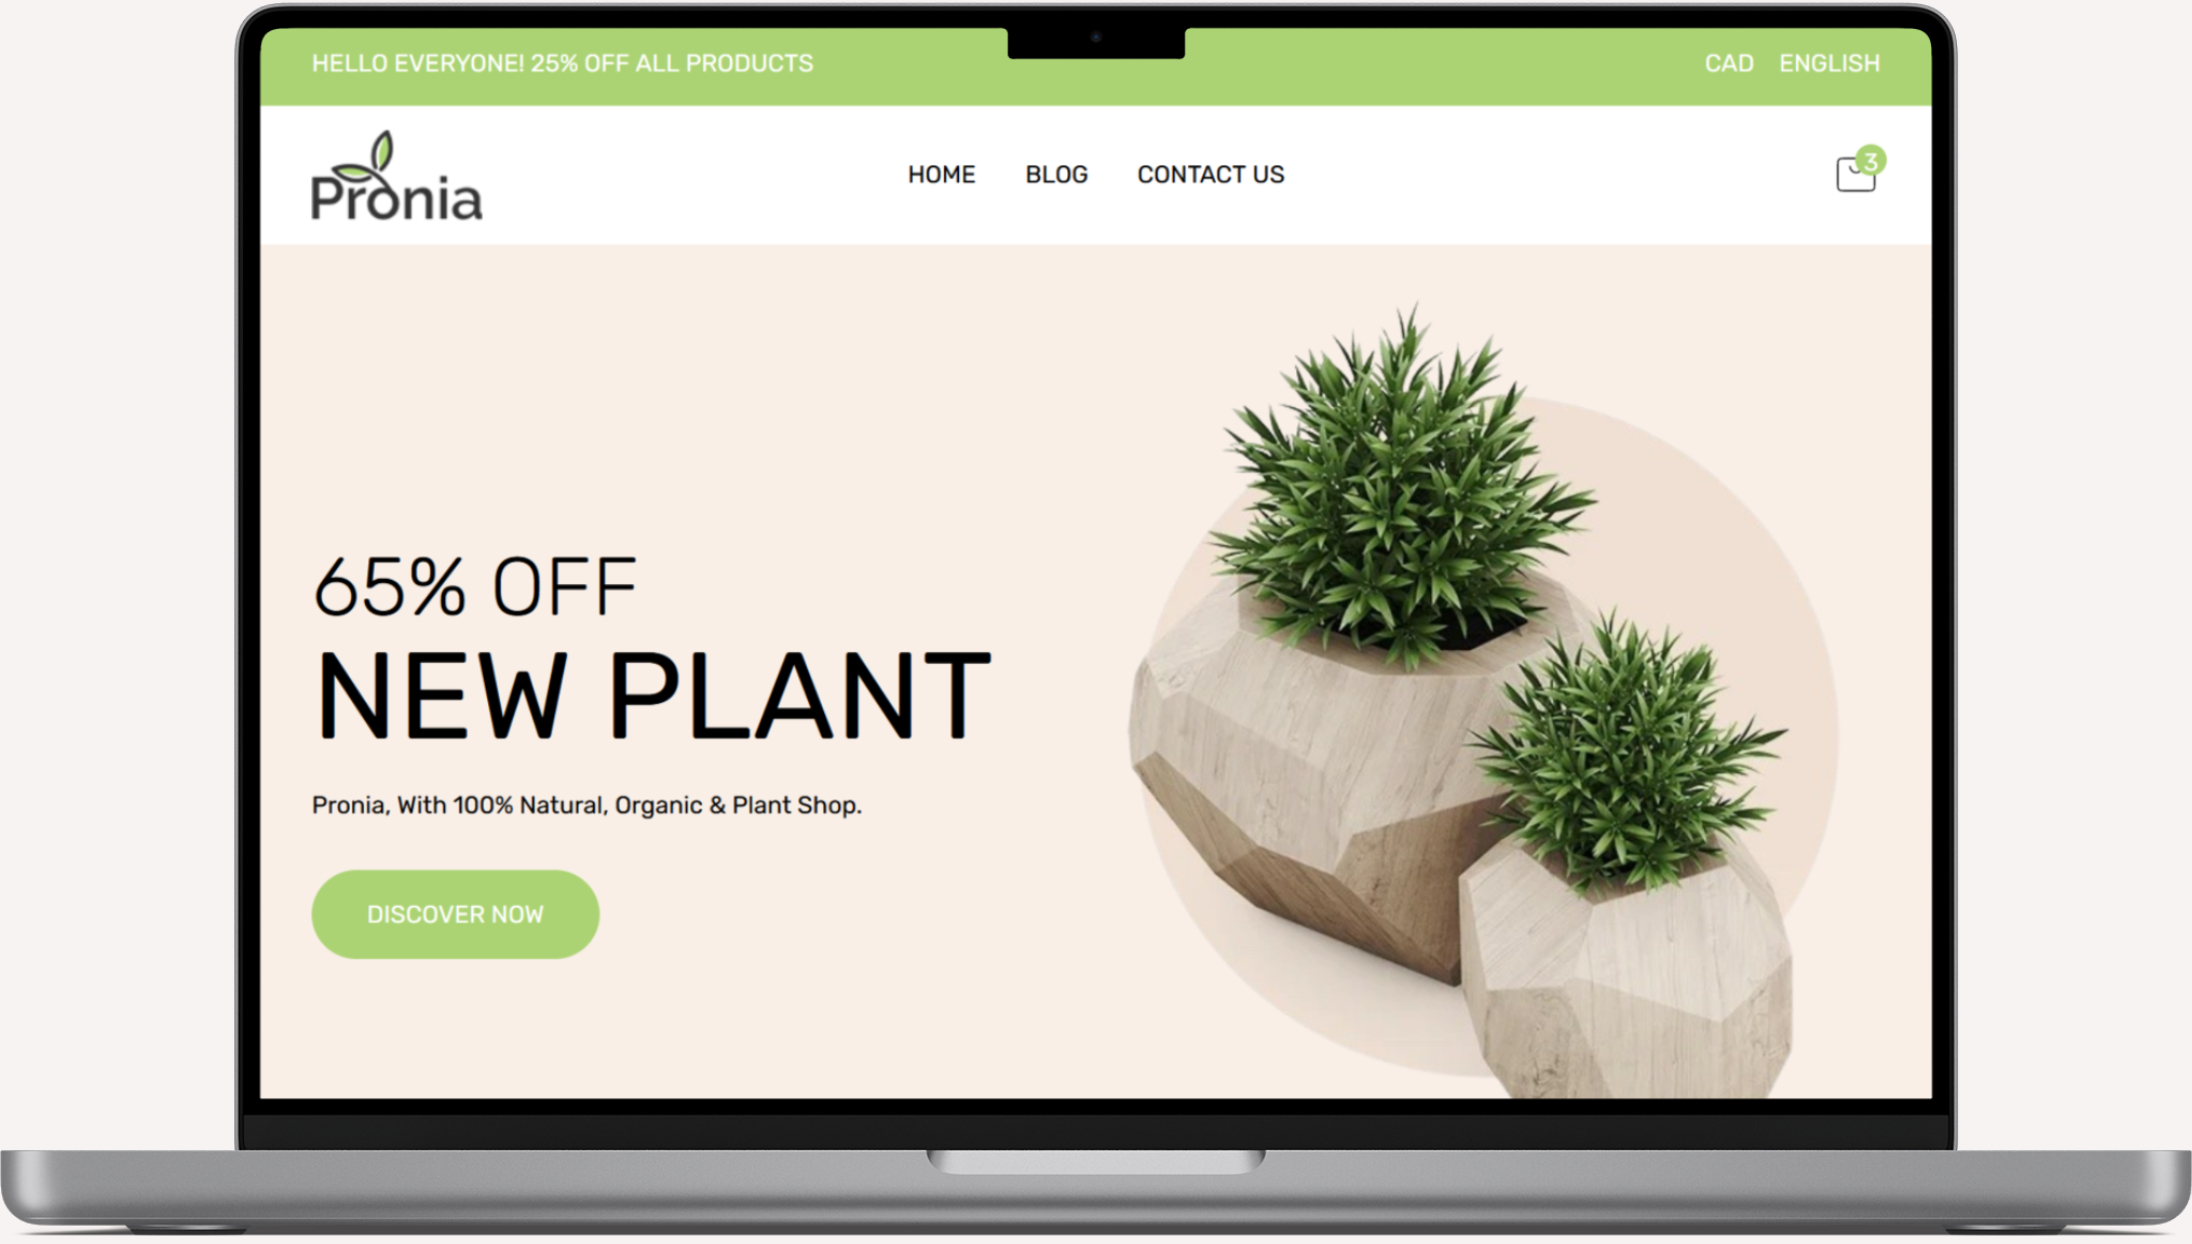 HELLO EVERYONE! 25% OFF ALL PRODUCTS
CAD ENGLISH
Pronia
HOME BLOG CONTACT US
3
65% OFF
NEW PLANT
Pronia, With 100% Natural, Organic & Plant Shop.
DISCOVER NOW